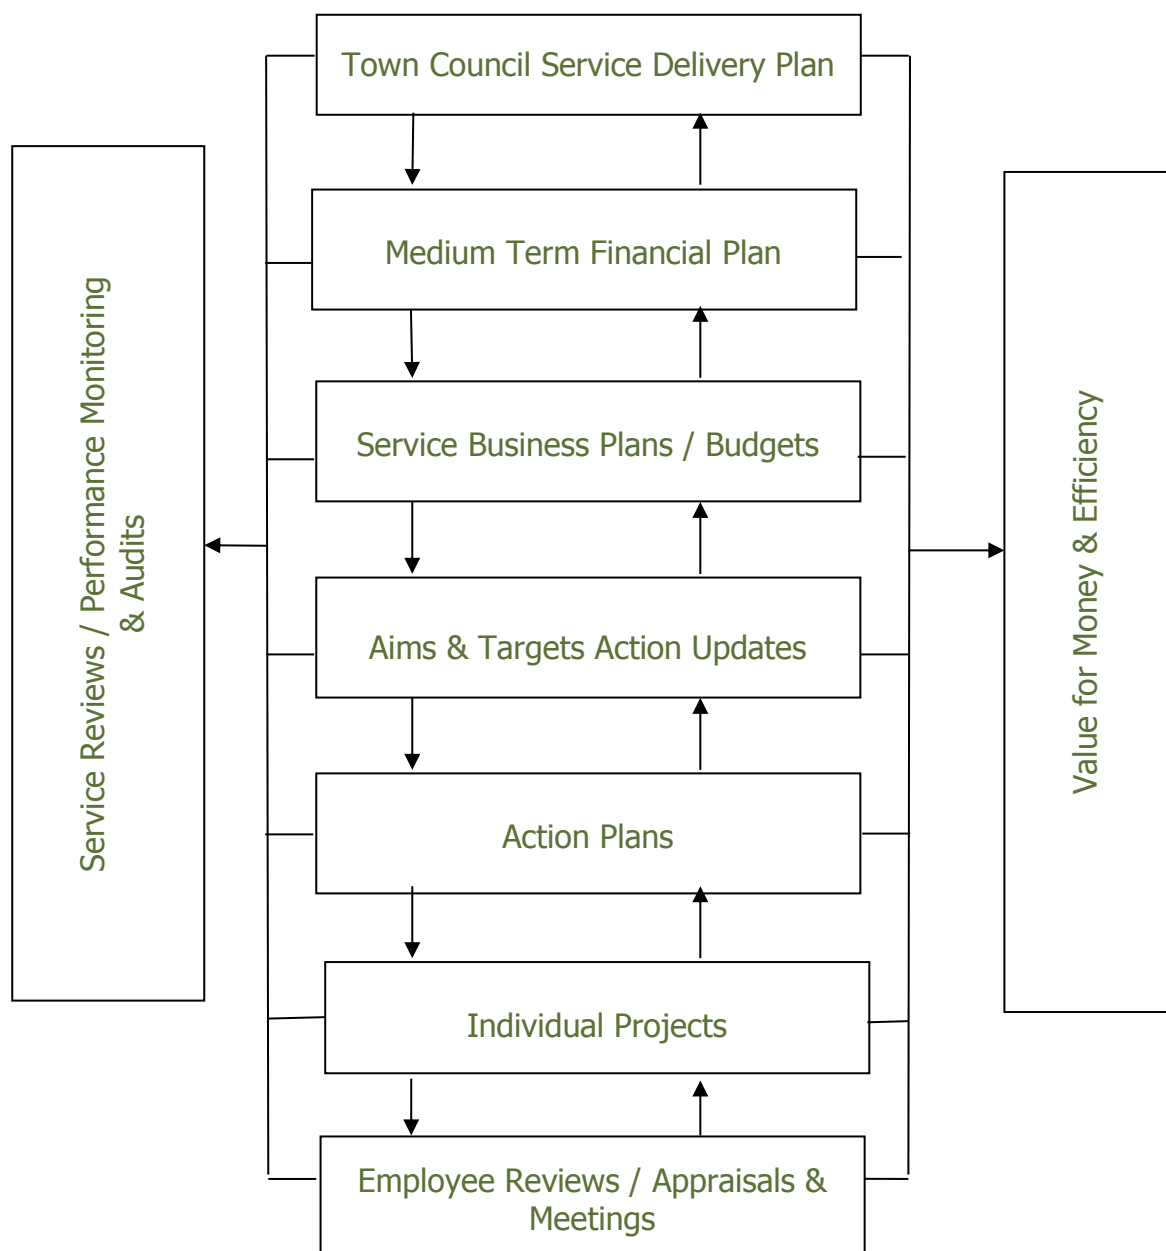 Town Council Service Delivery Plan
Medium Term Financial Plan
Service Business Plans / Budgets
Aims & Targets Action Updates
Action Plans
Individual Projects
Employee Reviews / Appraisals &
Meetings
Service Reviews / Performance Monitoring
& Audits
Value for Money & Efficiency